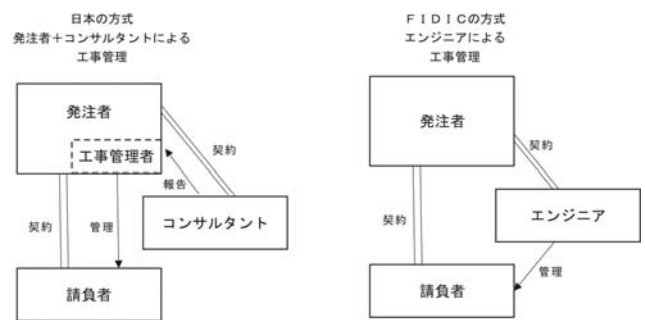 日本の方式
発注者＋コンサルタントによる
工事管理
発注者
工事管理者
契約
報告
コンサルタント
契約
管理
請負者
ＦＩＤＩＣの方式
エンジニアによる
工事管理
発注者
契約
エンジニア
契約
管理
請負者